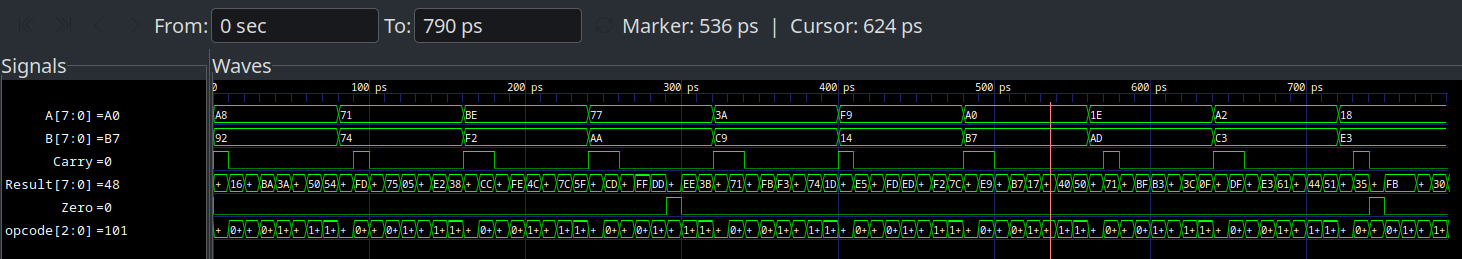 From: 0 sec To: 790 ps Marker: 536 ps | Cursor: 624 ps
Signals Waves
0 100 ps 200 ps 300 ps 400 ps 500 ps 600 ps 700 ps
A[7:0] =A0 A8 71 BE 77 3A F9 A0 1E A2 18
B[7:0] =B7 92 74 F2 AA C9 14 B7 AD C3 E3
Carry =0
Result[7:0] =48 + 16 + BA 3A + 50 54 + FD + 75 05 + E2 38 + CC + FE 4C + 7C 5F + CD + FF DD + EE 3B + 71 + FB F3 + 74 1D + E5 + FD ED + F2 7C + E9 + B7 17 + 40 50 + 71 + BF B3 + 3C 0F + DF + E3 61 + 44 51 + 35 + FB + 30
Zero =0
opcode[2:0] =101 + 0+ + 0+ 1+ + 1+ 1+ + 0+ + 0+ 1+ + 1+ 1+ + 0+ + 0+ 1+ + 1+ 1+ + 0+ + 0+ 1+ + 1+ 1+ + 0+ + 0+ 1+ + 1+ 1+ + 0+ + 0+ 1+ + 1+ 1+ + 0+ + 0+ 1+ + 1+ 1+ + 0+ + 0+ 1+ + 1+ 1+ + 0+ + 0+ 1+ + 1+ 1+ + 0+ + 0+ 1+ + 1+